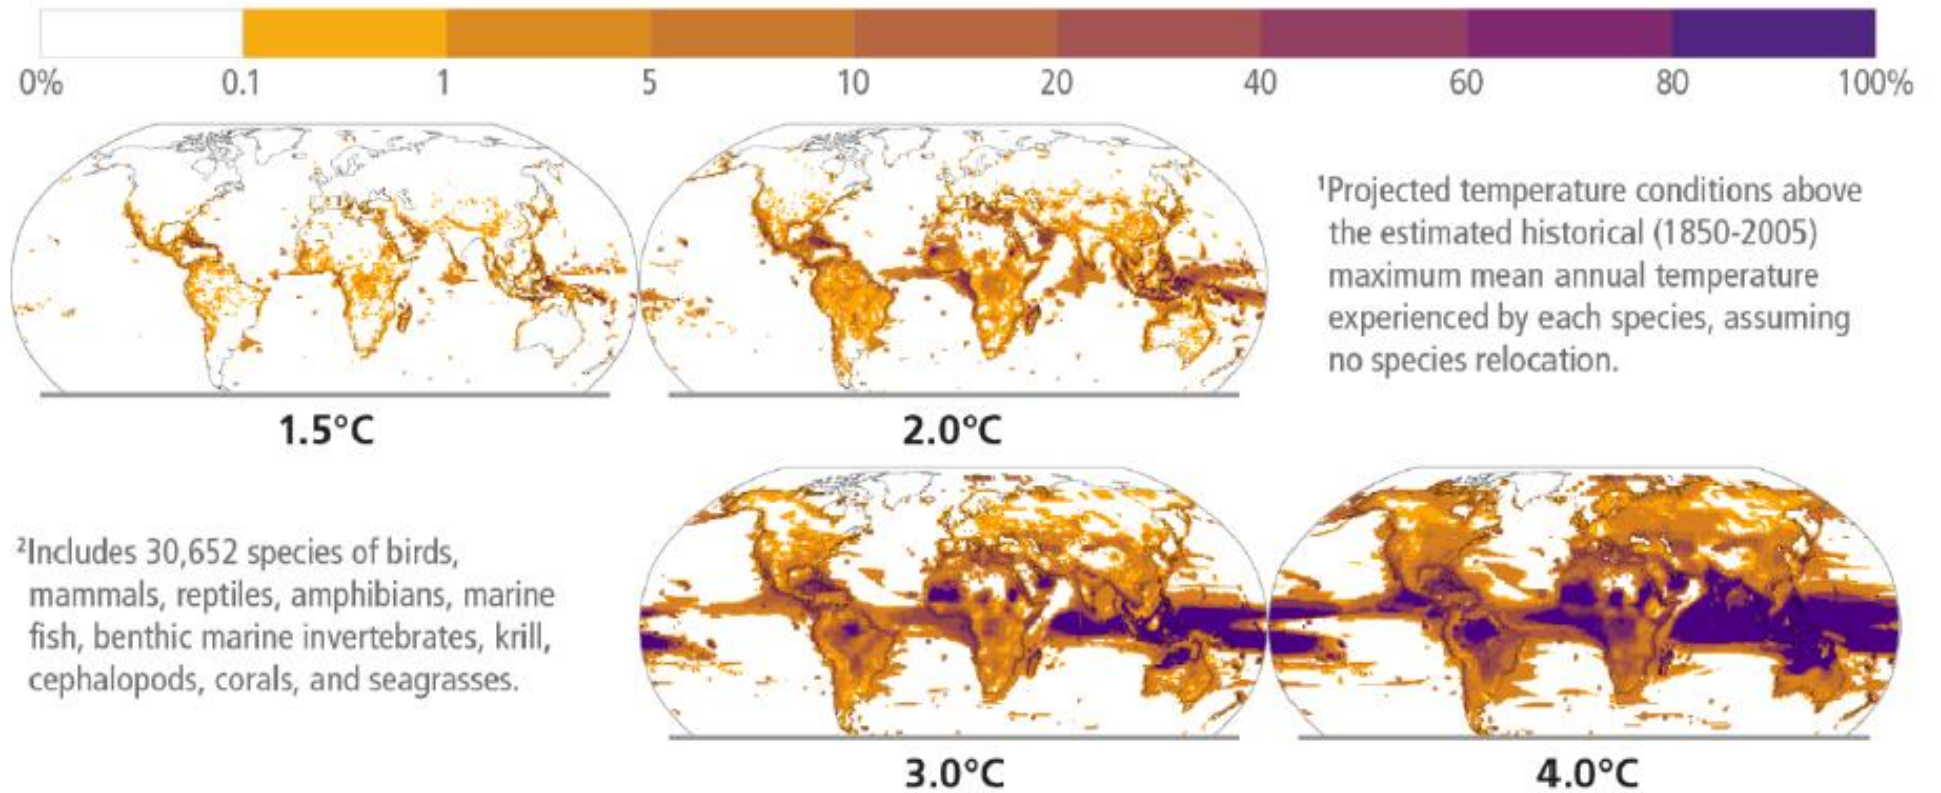 0% 0.1 1 5 10 20 40 60 80 100%
¹Projected temperature conditions above
the estimated historical (1850-2005)
maximum mean annual temperature
experienced by each species, assuming
no species relocation.
1.5°C 2.0°C
²Includes 30,652 species of birds,
mammals, reptiles, amphibians, marine
fish, benthic marine invertebrates, krill,
cephalopods, corals, and seagrasses.
3.0°C 4.0°C